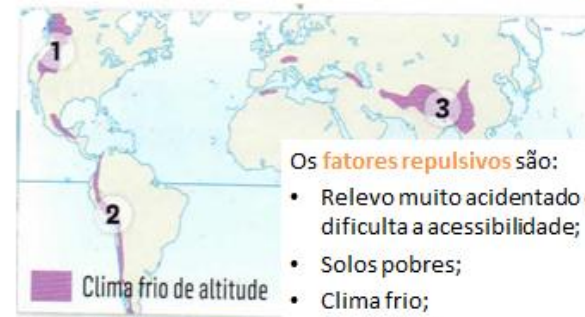 1
3
2
Clima frio de altitude
Os fatores repulsivos são:
• Relevo muito acidentado
dificulta a acessibilidade;
• Solos pobres;
• Clima frio;